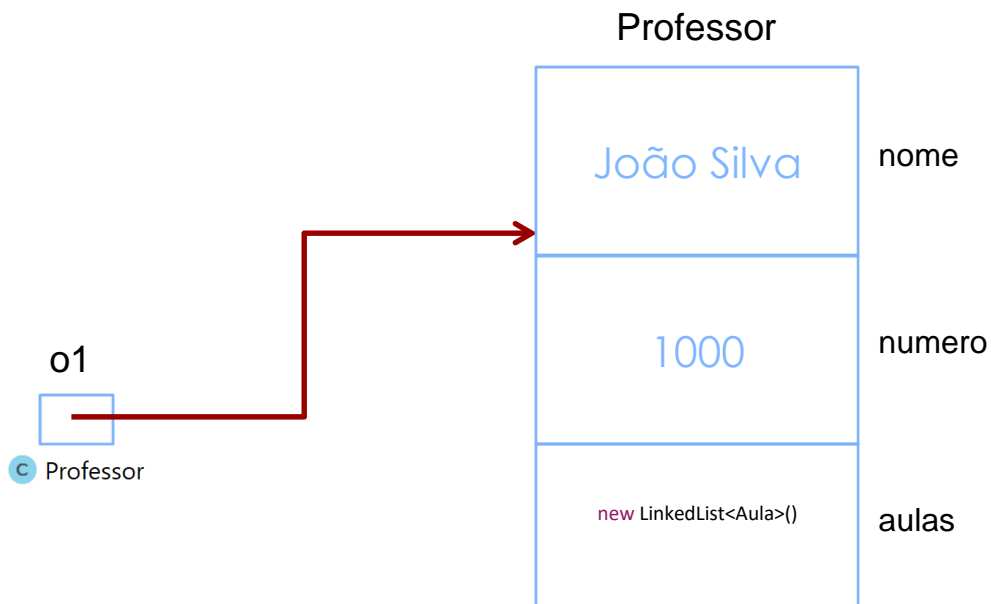 Professor
João Silva
nome
1000
numero
o1
C Professor
new LinkedList<Aula>()
aulas